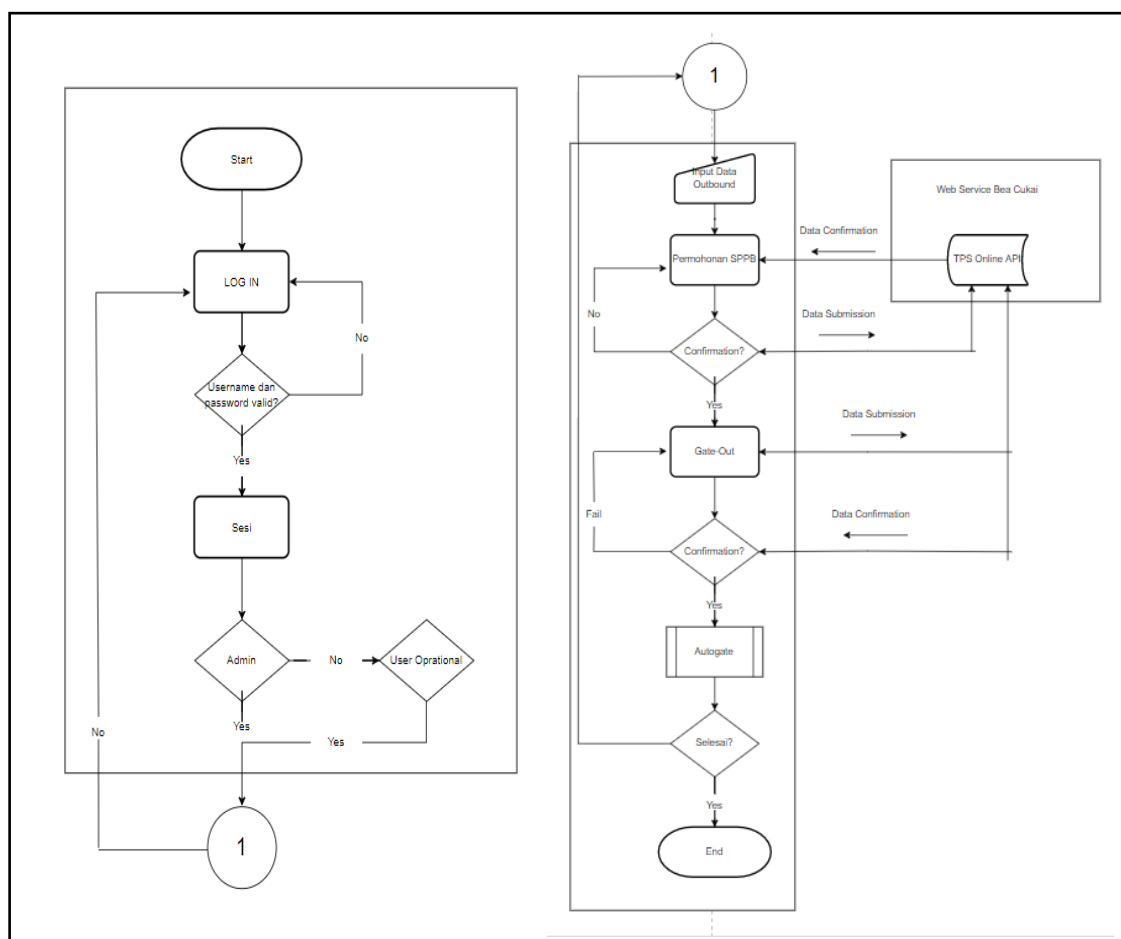 Start
LOG IN
No
Username dan
password valid?
Yes
Sesi
Admin
No
User Oprational
Yes
Yes
No
1
1
Input Data
Outbound
Web Service Bea Cukai
Data Confirmation
Permohonan SPPB
TPS Online API
No
Data Submission
Confirmation?
Yes
Data Submission
Gate-Out
Fail
Data Confirmation
Confirmation?
Yes
Autogate
Selesai?
Yes
End